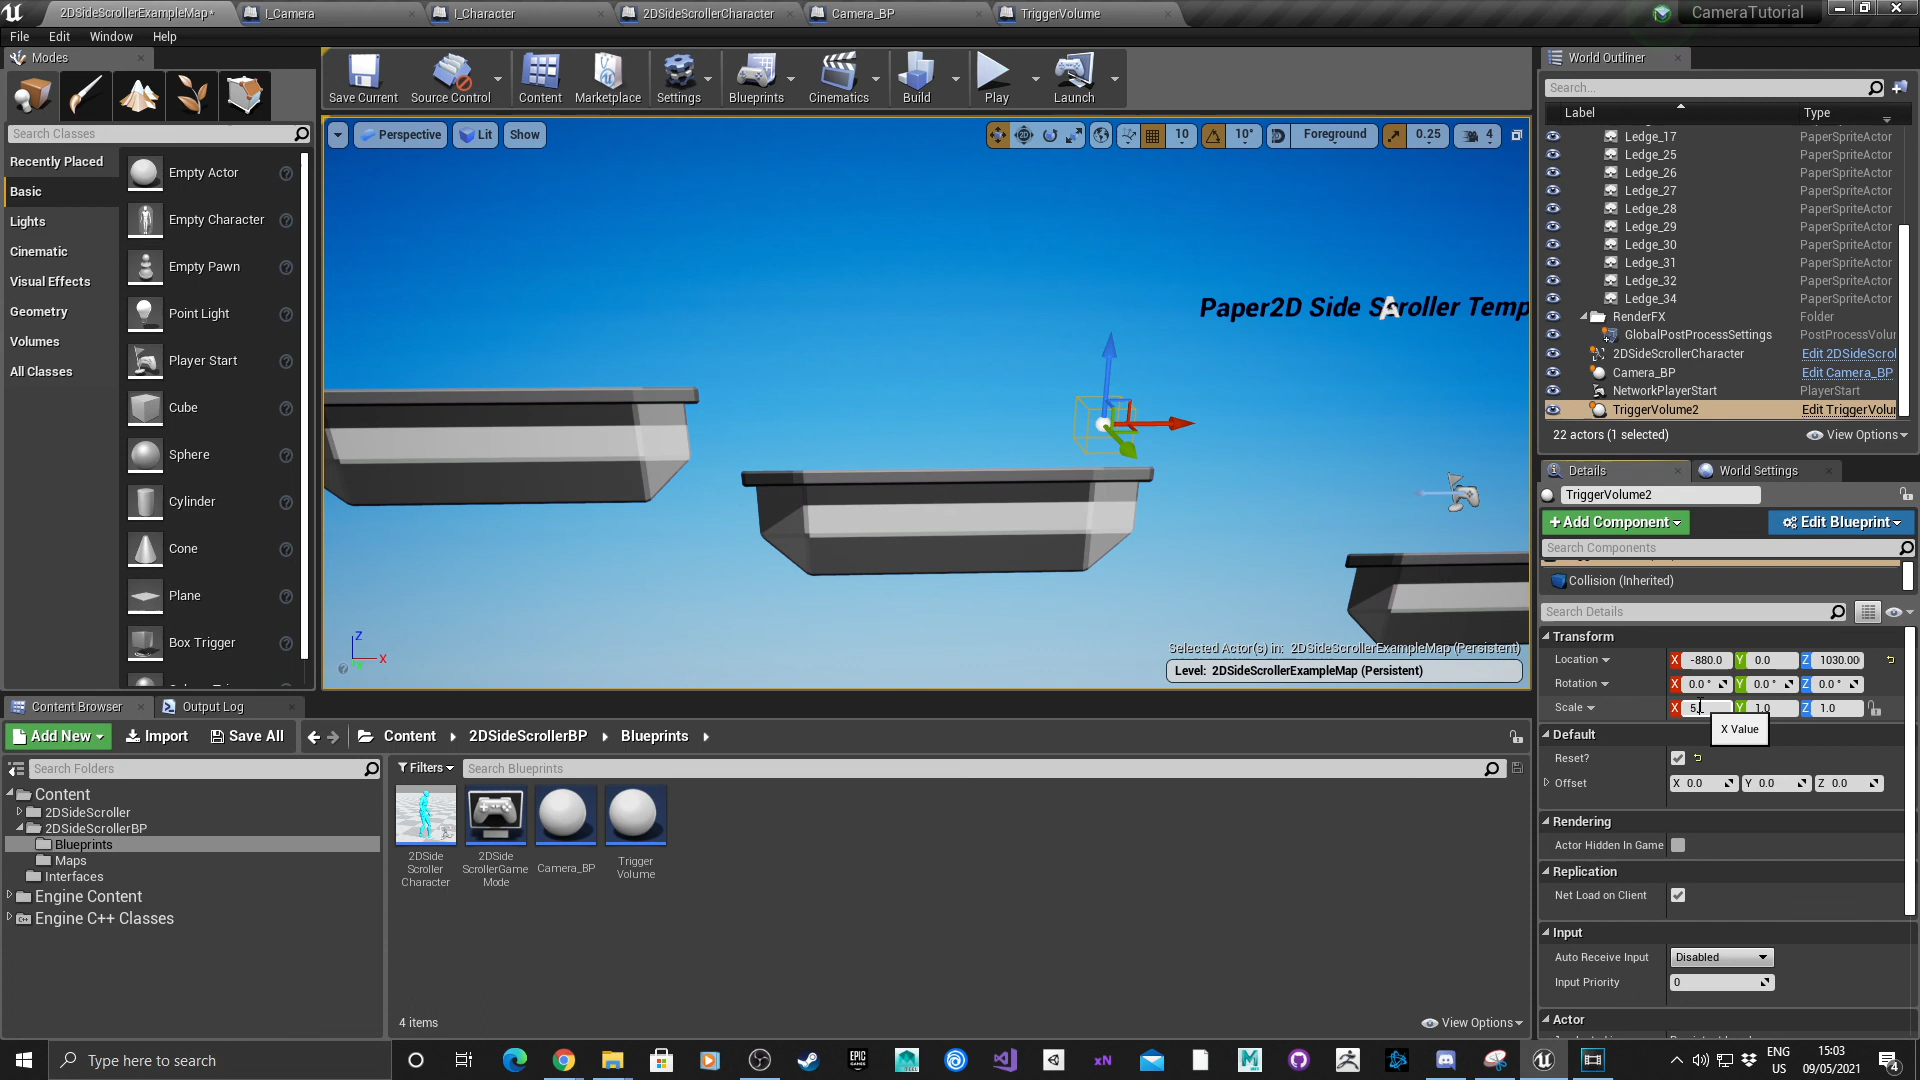 2DSideScrollerExampleMap*
I_Camera
I_Character
2DSideScrollerCharacter
Camera_BP
TriggerVolume
CameraTutorial
File Edit Window Help
Modes
Search Classes
Recently Placed
Basic
Lights
Cinematic
Visual Effects
Geometry
Volumes
All Classes
Empty Actor
Empty Character
Empty Pawn
Point Light
Player Start
Cube
Sphere
Cylinder
Cone
Plane
Box Trigger
Save Current
Source Control
Content
Marketplace
Settings
Blueprints
Cinematics
Build
Play
Launch
Perspective
Lit
Show
10
10°
Foreground
0.25
4
Paper2D Side Scroller Temp
Z
X
Selected Actor(s) in: 2DSideScrollerExampleMap (Persistent)
Level: 2DSideScrollerExampleMap (Persistent)
World Outliner
Search...
Label Type
Ledge_17 PaperSpriteActor
Ledge_25 PaperSpriteActor
Ledge_26 PaperSpriteActor
Ledge_27 PaperSpriteActor
Ledge_28 PaperSpriteActor
Ledge_29 PaperSpriteActor
Ledge_30 PaperSpriteActor
Ledge_31 PaperSpriteActor
Ledge_32 PaperSpriteActor
Ledge_34 PaperSpriteActor
RenderFX Folder
GlobalPostProcessSettings PostProcessVolu
2DSideScrollerCharacter Edit 2DSideScrol
Camera_BP Edit Camera_BP
NetworkPlayerStart PlayerStart
TriggerVolume2 Edit TriggerVolu
22 actors (1 selected) View Options
Details
World Settings
TriggerVolume2
+Add Component
Edit Blueprint
Search Components
Collision (Inherited)
Search Details
Transform
Location X -880.0 Y 0.0 Z 1030.00
Rotation X 0.0 ° Y 0.0 ° Z 0.0 °
Scale X 5. Y 1.0 Z 1.0
X Value
Default
Reset?
Offset X 0.0 Y 0.0 Z 0.0
Rendering
Actor Hidden In Game
Replication
Net Load on Client
Input
Auto Receive Input Disabled
Input Priority 0
Actor
Content Browser
Output Log
Add New
Import
Save All
Content
2DSideScrollerBP
Blueprints
Search Folders
Filters
Search Blueprints
Content
2DSideScroller
2DSideScrollerBP
Blueprints
Maps
Interfaces
Engine Content
Engine C++ Classes
2DSide
Scroller
Character
2DSide
ScrollerGame
Mode
Camera_BP
Trigger
Volume
4 items
View Options
Type here to search
EPIC
GAMES
xN
ENG
US
15:03
09/05/2021
4